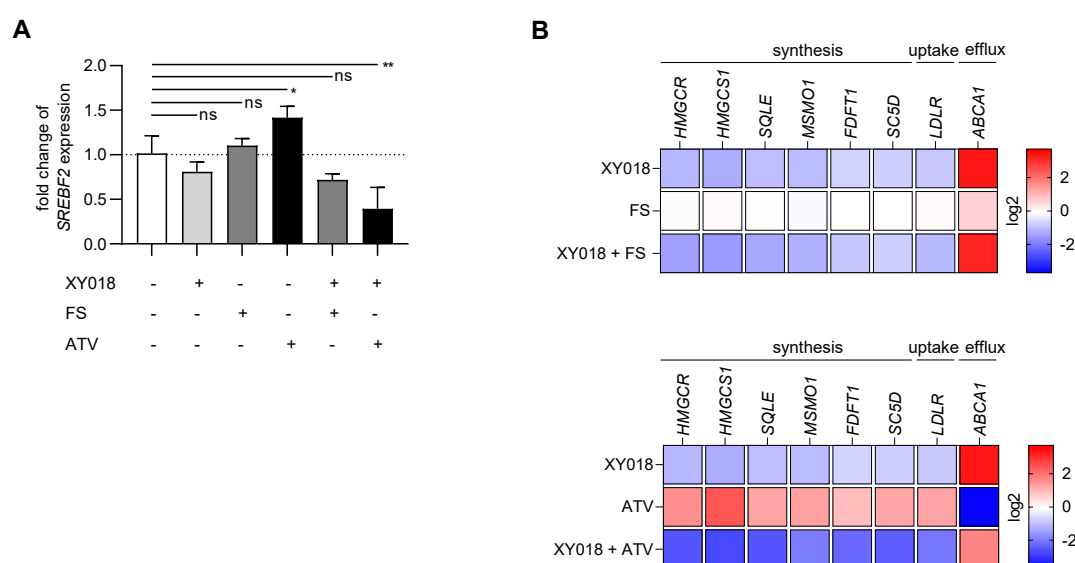 A
fold change of
SREBF2 expression
2.0
1.5
1.0
0.5
0.0
**
ns
*
ns
ns
XY018 - + - - + +
FS - - + - + -
ATV - - - + - +
B
synthesis uptake efflux
HMGCR HMGCS1 SQLE MSMO1 FDFT1 SC5D LDLR ABCA1
XY018
FS
XY018 + FS
log2
2
0
-2
synthesis uptake efflux
HMGCR HMGCS1 SQLE MSMO1 FDFT1 SC5D LDLR ABCA1
XY018
ATV
XY018 + ATV
log2
2
0
-2